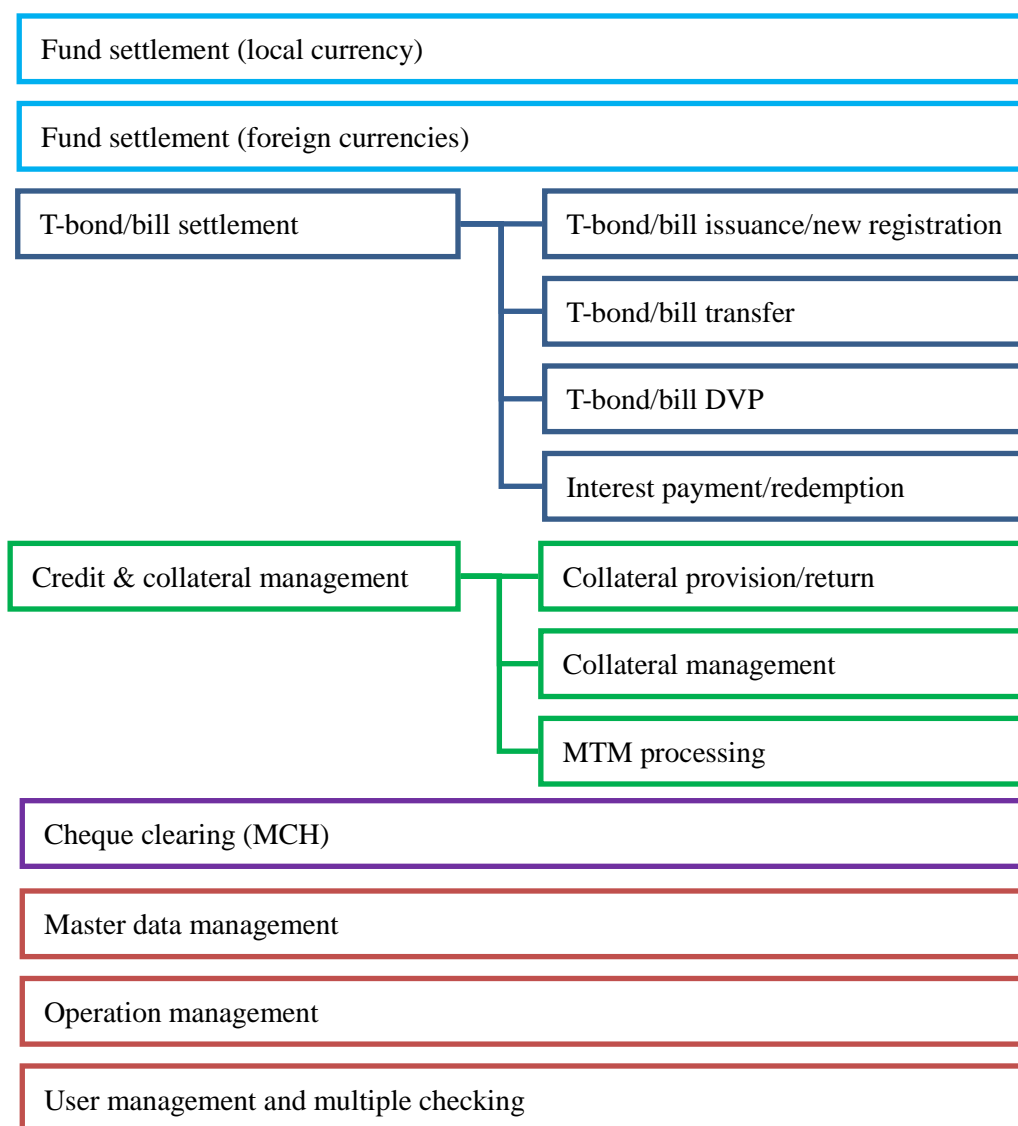 Fund settlement (local currency)
Fund settlement (foreign currencies)
T-bond/bill settlement
T-bond/bill issuance/new registration
T-bond/bill transfer
T-bond/bill DVP
Interest payment/redemption
Credit & collateral management
Collateral provision/return
Collateral management
MTM processing
Cheque clearing (MCH)
Master data management
Operation management
User management and multiple checking